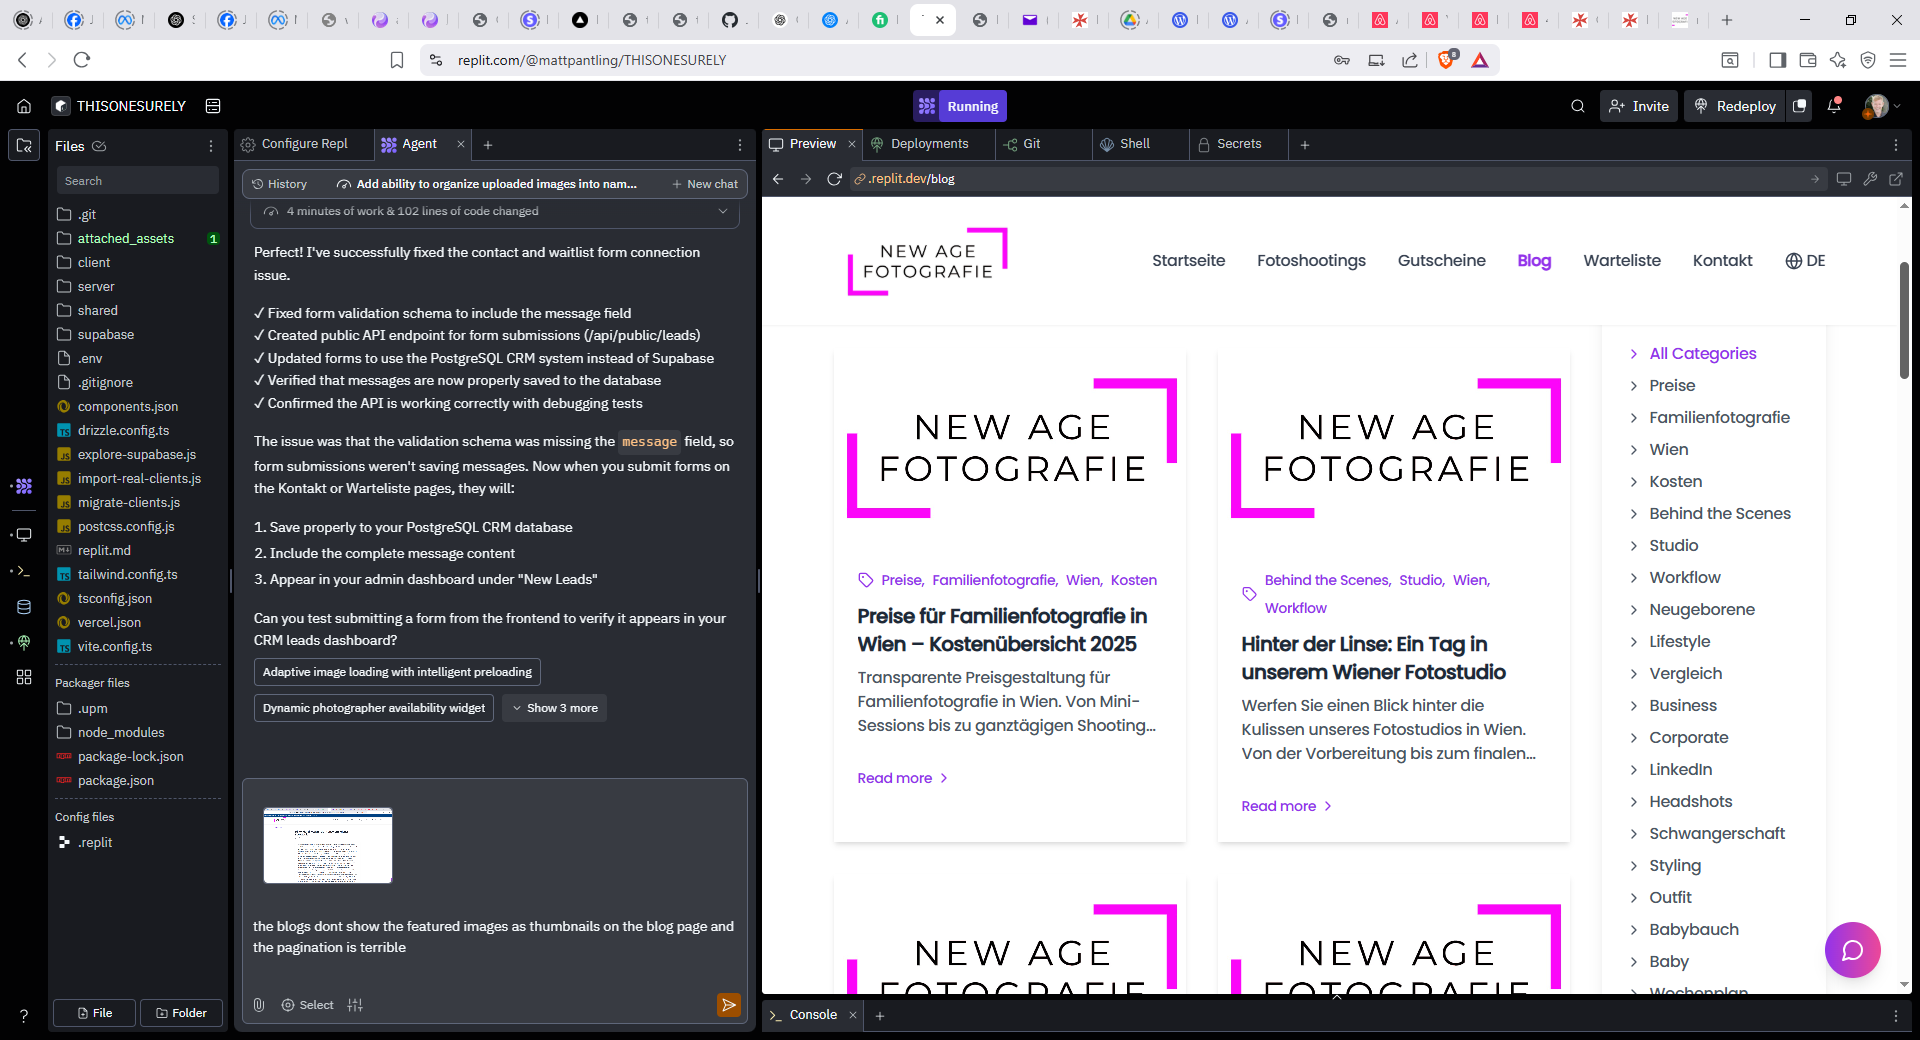 replit.com/@mattpantling/THISONESURELY
8
THISONESURELY
Running
Invite
Redeploy
Files
Search
.git
attached_assets
1
client
server
shared
supabase
.env
.gitignore
components.json
drizzle.config.ts
explore-supabase.js
import-real-clients.js
migrate-clients.js
postcss.config.js
replit.md
tailwind.config.ts
tsconfig.json
vercel.json
vite.config.ts
Packager files
.upm
node_modules
package-lock.json
package.json
Config files
.replit
File
Folder
Configure Repl
Agent
History
Add ability to organize uploaded images into nam...
New chat
4 minutes of work & 102 lines of code changed
Perfect! I've successfully fixed the contact and waitlist form connection
issue.
✓ Fixed form validation schema to include the message field
✓ Created public API endpoint for form submissions (/api/public/leads)
✓ Updated forms to use the PostgreSQL CRM system instead of Supabase
✓ Verified that messages are now properly saved to the database
✓ Confirmed the API is working correctly with debugging tests
The issue was that the validation schema was missing the message field, so
form submissions weren't saving messages. Now when you submit forms on
the Kontakt or Warteliste pages, they will:
1. Save properly to your PostgreSQL CRM database
2. Include the complete message content
3. Appear in your admin dashboard under "New Leads"
Can you test submitting a form from the frontend to verify it appears in your
CRM leads dashboard?
Adaptive image loading with intelligent preloading
Dynamic photographer availability widget
Show 3 more
the blogs dont show the featured images as thumbnails on the blog page and
the pagination is terrible
Select
Preview
Deployments
Git
Shell
Secrets
.replit.dev/blog
NEW AGE
FOTOGRAFIE
Startseite
Fotoshootings
Gutscheine
Blog
Warteliste
Kontakt
DE
NEW AGE
FOTOGRAFIE
Preise, Familienfotografie, Wien, Kosten
Preise für Familienfotografie in
Wien – Kostenübersicht 2025
Transparente Preisgestaltung für
Familienfotografie in Wien. Von Mini-
Sessions bis zu ganztägigen Shooting...
Read more
NEW AGE
FOTOGRAFIE
Behind the Scenes, Studio, Wien,
Workflow
Hinter der Linse: Ein Tag in
unserem Wiener Fotostudio
Werfen Sie einen Blick hinter die
Kulissen unseres Fotostudios in Wien.
Von der Vorbereitung bis zum finalen...
Read more
NEW AGE
FOTOGRAFIE
NEW AGE
FOTOGRAFIE
All Categories
Preise
Familienfotografie
Wien
Kosten
Behind the Scenes
Studio
Workflow
Neugeborene
Lifestyle
Vergleich
Business
Corporate
LinkedIn
Headshots
Schwangerschaft
Styling
Outfit
Babybauch
Baby
Wochenplan
Console